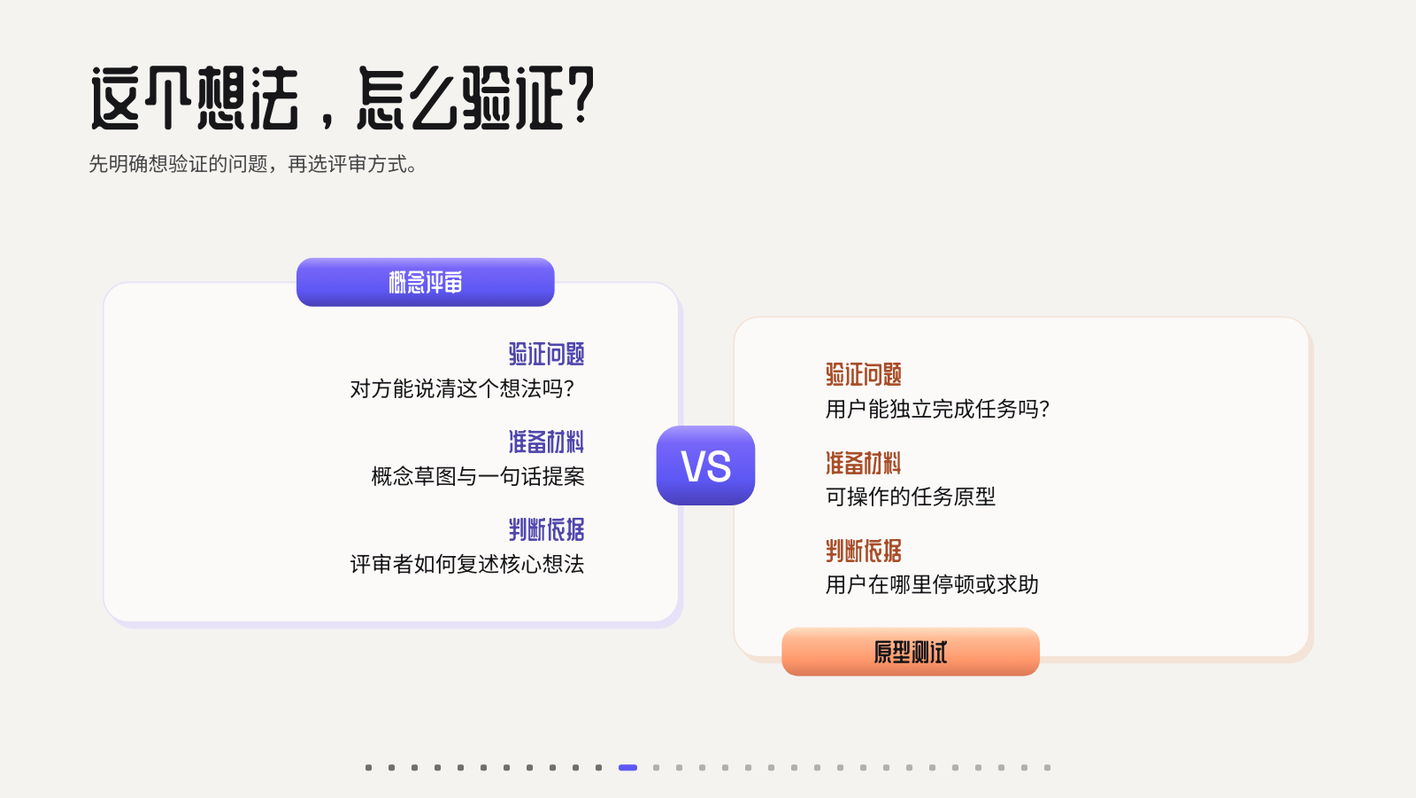 这个想法，怎么验证？
先明确想验证的问题，再选评审方式。
概念评审
验证问题
对方能说清这个想法吗？
准备材料
概念草图与一句话提案
判断依据
评审者如何复述核心想法
VS
验证问题
用户能独立完成任务吗？
准备材料
可操作的任务原型
判断依据
用户在哪里停顿或求助
原型测试